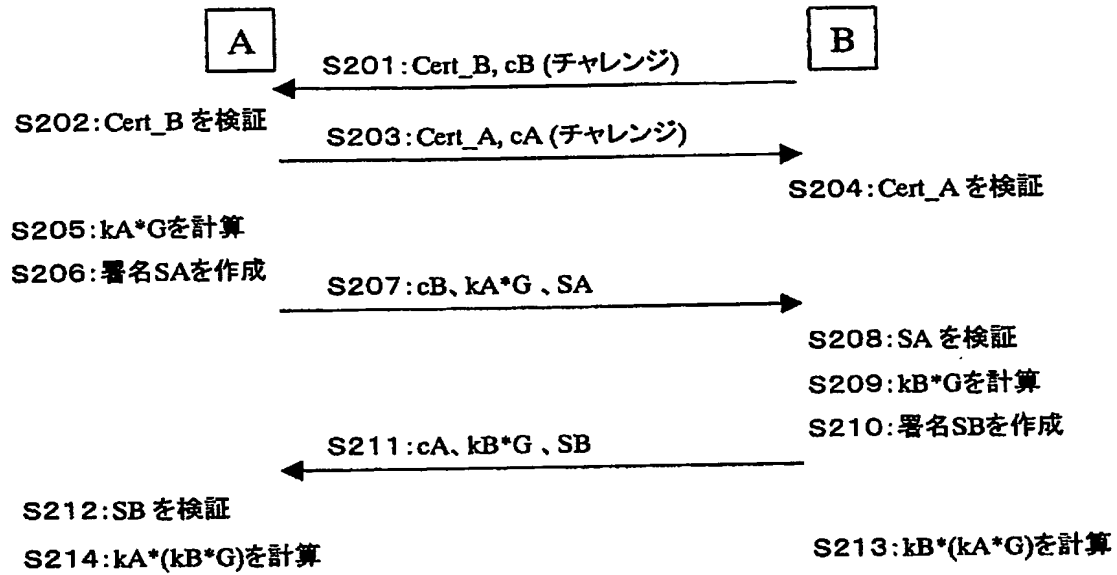 A
B
S201:Cert_B, cB (チャレンジ)
S202:Cert_B を検証
S203:Cert_A, cA (チャレンジ)
S204:Cert_A を検証
S205:kA*Gを計算
S206:署名SAを作成
S207:cB、kA*G 、SA
S208:SA を検証
S209:kB*Gを計算
S210:署名SBを作成
S211:cA、kB*G 、SB
S212:SB を検証
S214:kA*(kB*G)を計算
S213:kB*(kA*G)を計算